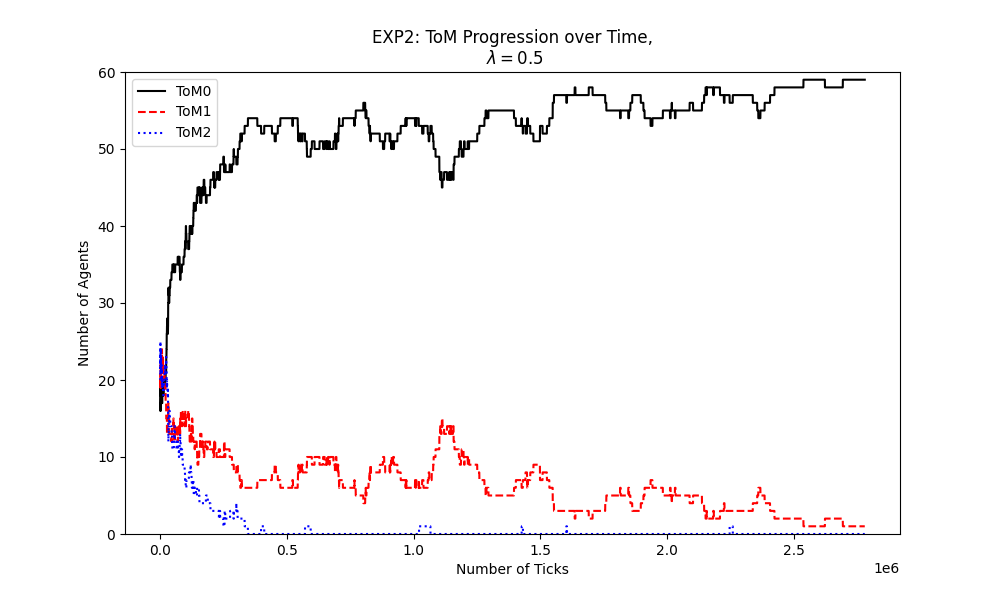 EXP2: ToM Progression over Time,
λ = 0.5
ToM0
ToM1
ToM2
60
50
40
30
20
10
0
Number of Agents
0.0 0.5 1.0 1.5 2.0 2.5
1e6
Number of Ticks